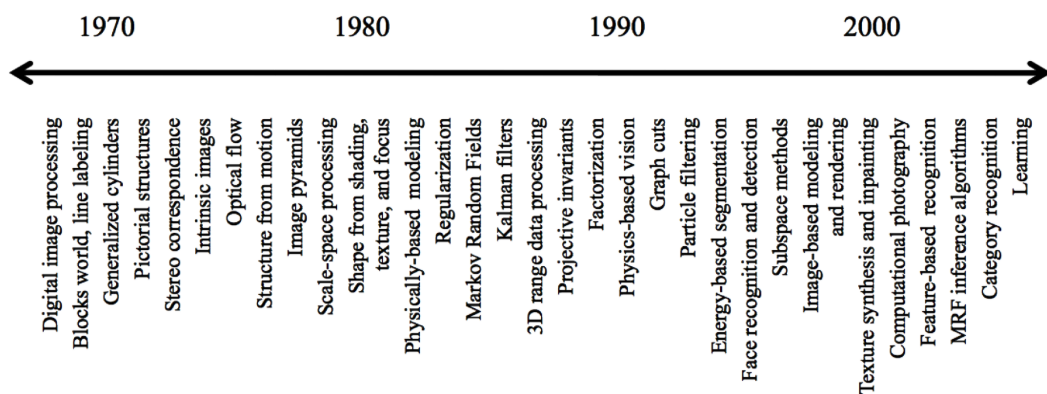 1970
1980
1990
2000
Digital image processing
Blocks world, line labeling
Generalized cylinders
Pictorial structures
Stereo correspondence
Intrinsic images
Optical flow
Structure from motion
Image pyramids
Scale-space processing
Shape from shading,
texture, and focus
Physically-based modeling
Regularization
Markov Random Fields
Kalman filters
3D range data processing
Projective invariants
Factorization
Physics-based vision
Graph cuts
Particle filtering
Energy-based segmentation
Face recognition and detection
Subspace methods
Image-based modeling
and rendering
Texture synthesis and inpainting
Computational photography
Feature-based recognition
MRF inference algorithms
Category recognition
Learning